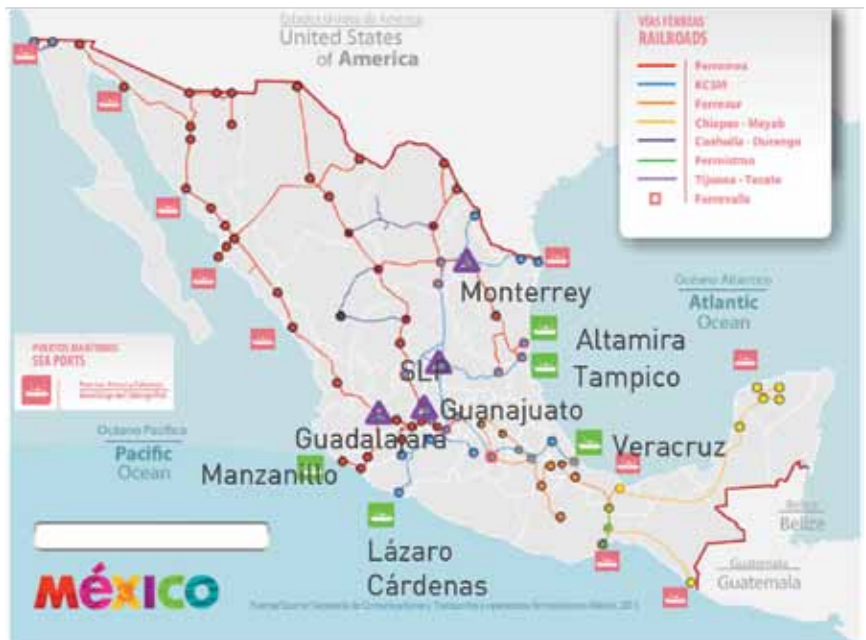 Estados Unidos de America
United States
of America
VÍAS FÉRREAS
RAILROADS
Ferromex
KCSM
Ferrosur
Chiapas - Mayab
Coahuila - Durango
Ferroistmo
Tijuana - Tecate
Ferrovalle
Monterrey
Océano Atlántico
Atlantic
Ocean
Altamira
Tampico
SLP
PUERTOS MARÍTIMOS
SEA PORTS
Guanajuato
Guadalajara
Veracruz
Océano Pacífico
Pacific
Ocean
Manzanillo
Lázaro
Cárdenas
Belice
Belize
Guatemala
Guatemala
México